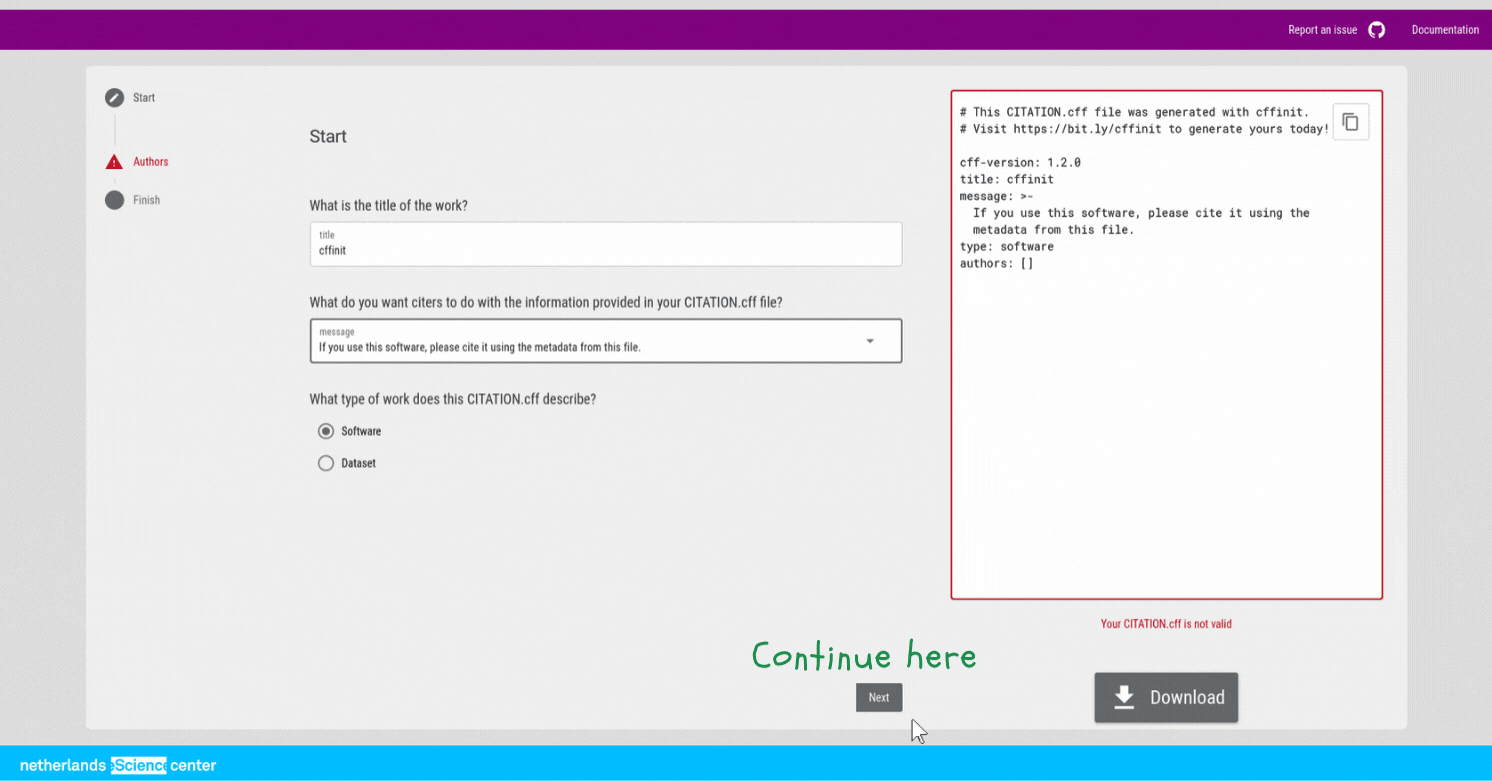 Report an issue
Documentation
Start
Authors
Finish
Start
What is the title of the work?
title
cffinit
What do you want citers to do with the information provided in your CITATION.cff file?
message
If you use this software, please cite it using the metadata from this file.
What type of work does this CITATION.cff describe?
Software
Dataset
Continue here
Next
# This CITATION.cff file was generated with cffinit.
# Visit https://bit.ly/cffinit to generate yours today!
cff-version: 1.2.0
title: cffinit
message: >-
If you use this software, please cite it using the
metadata from this file.
type: software
authors: []
Your CITATION.cff is not valid
Download
netherlands eScience center